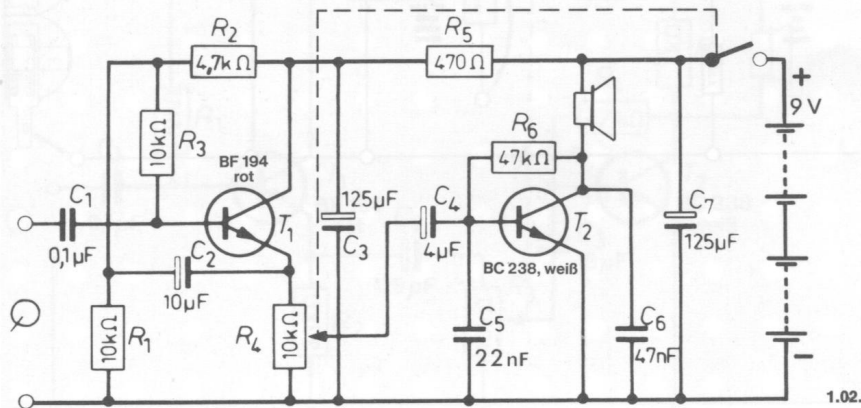 R2
4,7kΩ
R5
470Ω
+
9 V
R3
10kΩ
BF 194
rot
R6
47kΩ
C1
0,1µF
T1
125µF
C3
C4
4µF
T2
BC 238, weiß
C7
125µF
C2
10µF
R1
10kΩ
R4
10kΩ
C5
22nF
C6
47nF
−
1.02.